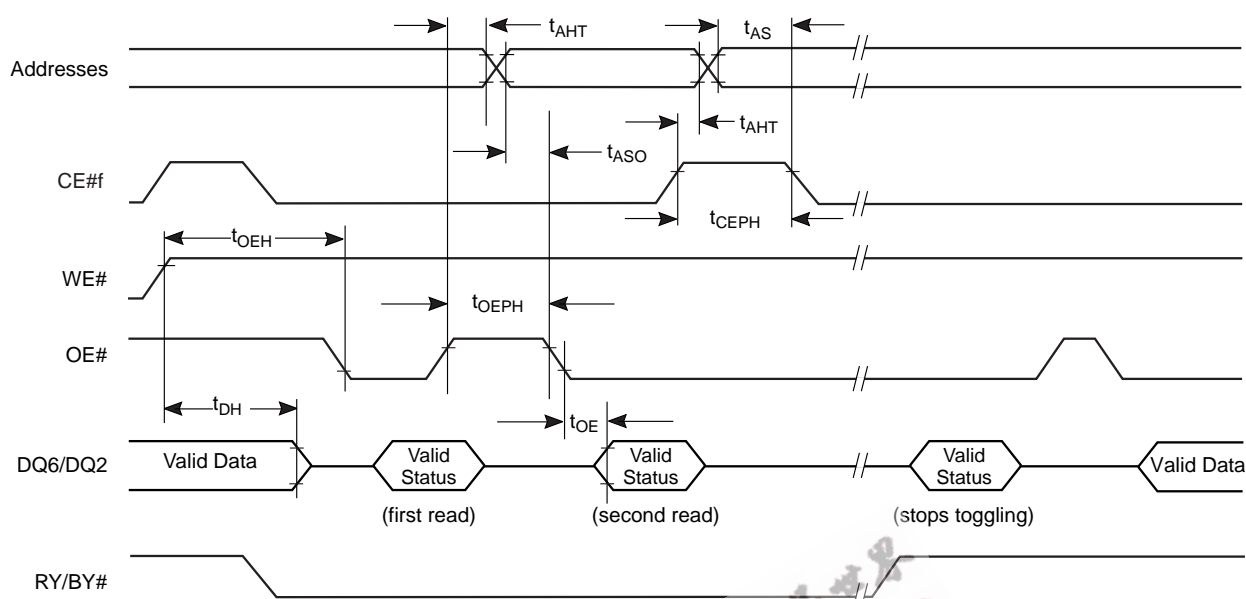 tAHT
tAS
Addresses
tAHT
tASO
CE#f
tCEPH
tOEH
WE#
tOEPH
OE#
tDH
tOE
DQ6/DQ2
Valid Data
Valid
Status
Valid
Status
Valid
Status
Valid Data
(first read)
(second read)
(stops toggling)
RY/BY#